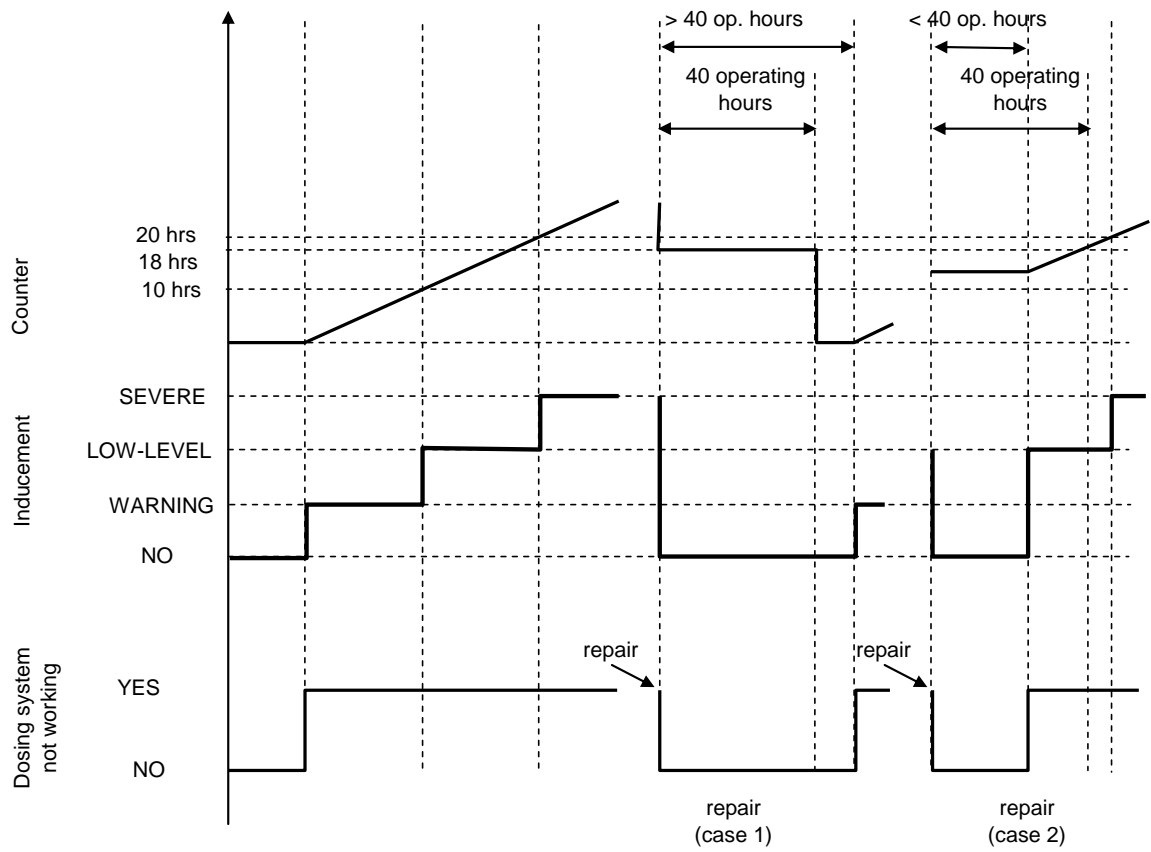 > 40 op. hours
< 40 op. hours
40 operating
hours
40 operating
hours
Counter
20 hrs
18 hrs
10 hrs
Inducement
SEVERE
LOW-LEVEL
WARNING
NO
Dosing system
not working
YES
NO
repair
repair
repair
(case 1)
repair
(case 2)